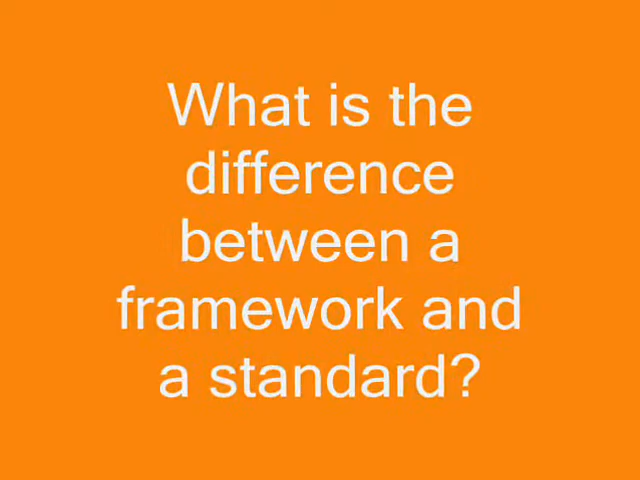 What is the
difference
between a
framework and
a standard?